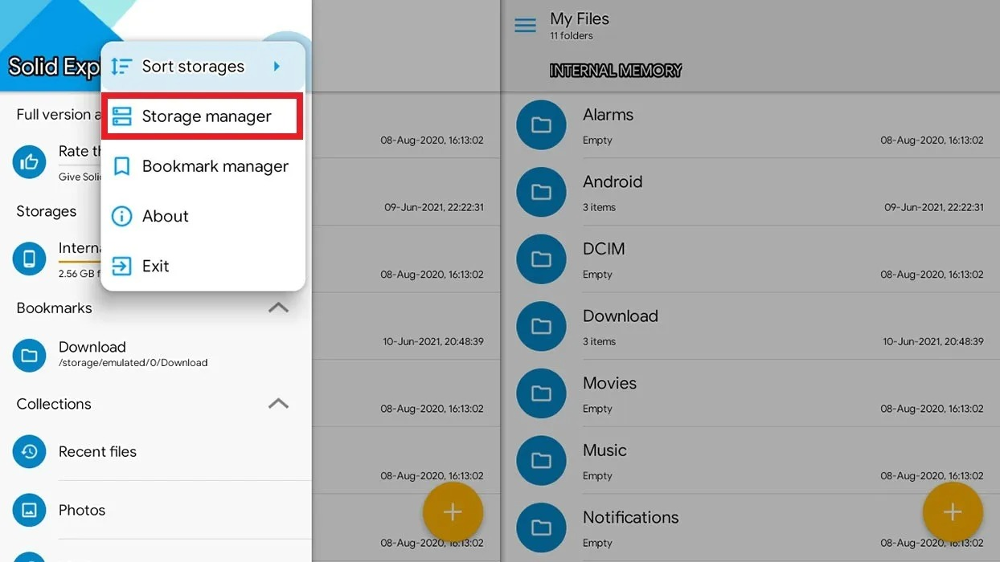 Solid Exp
Sort storages
Storage manager
Bookmark manager
About
Exit
Full version a
Rate th
Give Soli
Storages
Interna
2.56 GB f
Bookmarks
Download
/storage/emulated/0/Download
Collections
Recent files
Photos
08-Aug-2020, 16:13:02
09-Jun-2021, 22:22:31
08-Aug-2020, 16:13:02
10-Jun-2021, 20:48:39
08-Aug-2020, 16:13:02
08-Aug-2020, 16:13:02
08-Aug-2020, 16:13:02
My Files
11 folders
INTERNAL MEMORY
Alarms
Empty
08-Aug-2020, 16:13:02
Android
3 items
09-Jun-2021, 22:22:31
DCIM
Empty
08-Aug-2020, 16:13:02
Download
3 items
10-Jun-2021, 20:48:39
Movies
Empty
08-Aug-2020, 16:13:02
Music
Empty
08-Aug-2020, 16:13:02
Notifications
Empty
08-Aug-2020, 16:13:02